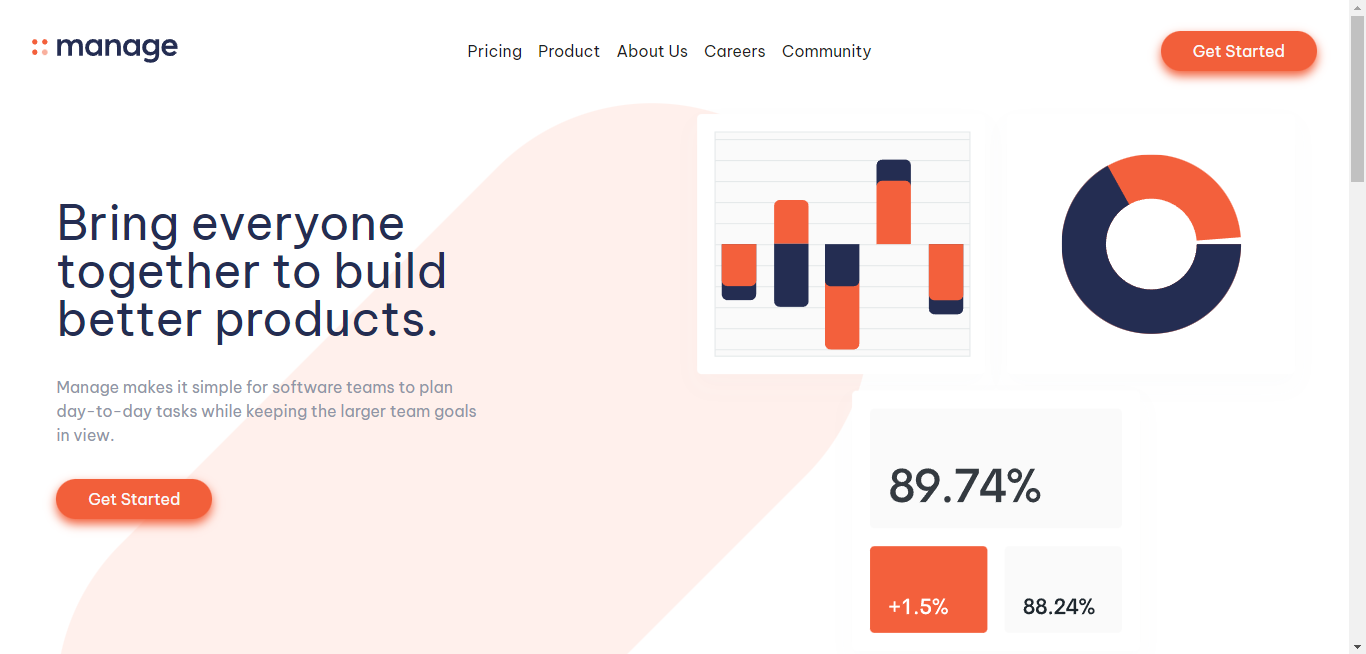 manage
Pricing Product About Us Careers Community
Get Started
Bring everyone
together to build
better products.
Manage makes it simple for software teams to plan
day-to-day tasks while keeping the larger team goals
in view.
Get Started
89.74%
+1.5%
88.24%